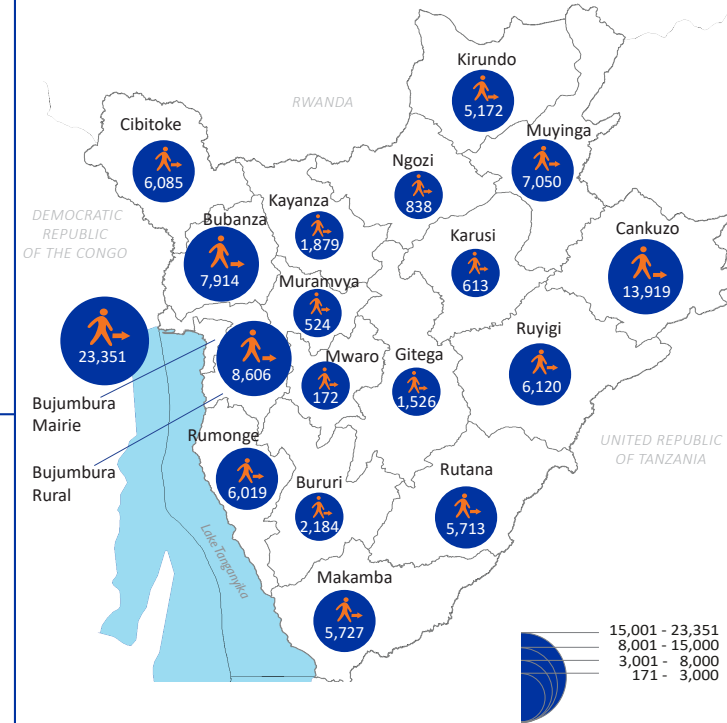 Kirundo
5,172
RWANDA
Cibitoke
6,085
Muyinga
7,050
Ngozi
838
Kayanza
1,879
DEMOCRATIC
REPUBLIC
OF THE CONGO
Bubanza
7,914
Karusi
613
Cankuzo
13,919
Muramvya
524
23,351
8,606
Ruyigi
6,120
Mwaro
172
Gitega
1,526
Bujumbura
Mairie
Bujumbura
Rural
UNITED REPUBLIC
OF TANZANIA
Rumonge
6,019
Bururi
2,184
Rutana
5,713
Lake Tanganyika
Makamba
5,727
15,001 - 23,351
8,001 - 15,000
3,001 - 8,000
171 - 3,000